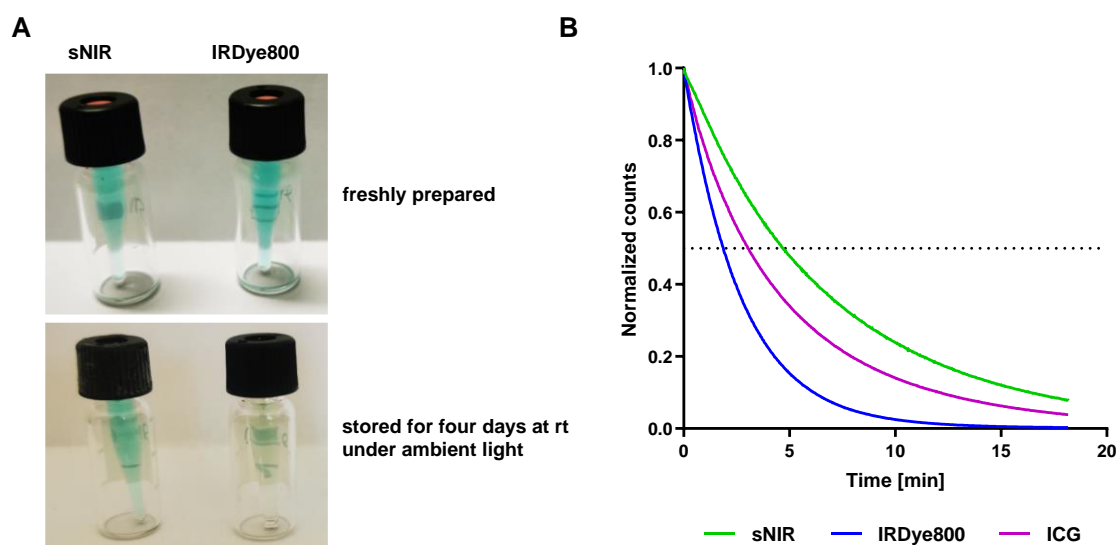 A
sNIR IRDye800
freshly prepared
stored for four days at rt
under ambient light
B
Normalized counts
1.0
0.8
0.6
0.4
0.2
0.0
0 5 10 15 20
Time [min]
sNIR IRDye800 ICG